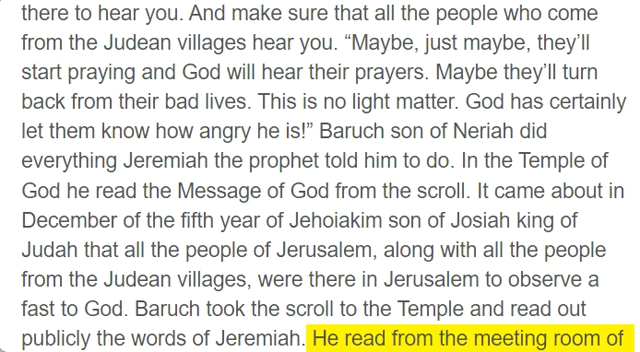 there to hear you. And make sure that all the people who come
from the Judean villages hear you. “Maybe, just maybe, they’ll
start praying and God will hear their prayers. Maybe they’ll turn
back from their bad lives. This is no light matter. God has certainly
let them know how angry he is!” Baruch son of Neriah did
everything Jeremiah the prophet told him to do. In the Temple of
God he read the Message of God from the scroll. It came about in
December of the fifth year of Jehoiakim son of Josiah king of
Judah that all the people of Jerusalem, along with all the people
from the Judean villages, were there in Jerusalem to observe a
fast to God. Baruch took the scroll to the Temple and read out
publicly the words of Jeremiah. He read from the meeting room of